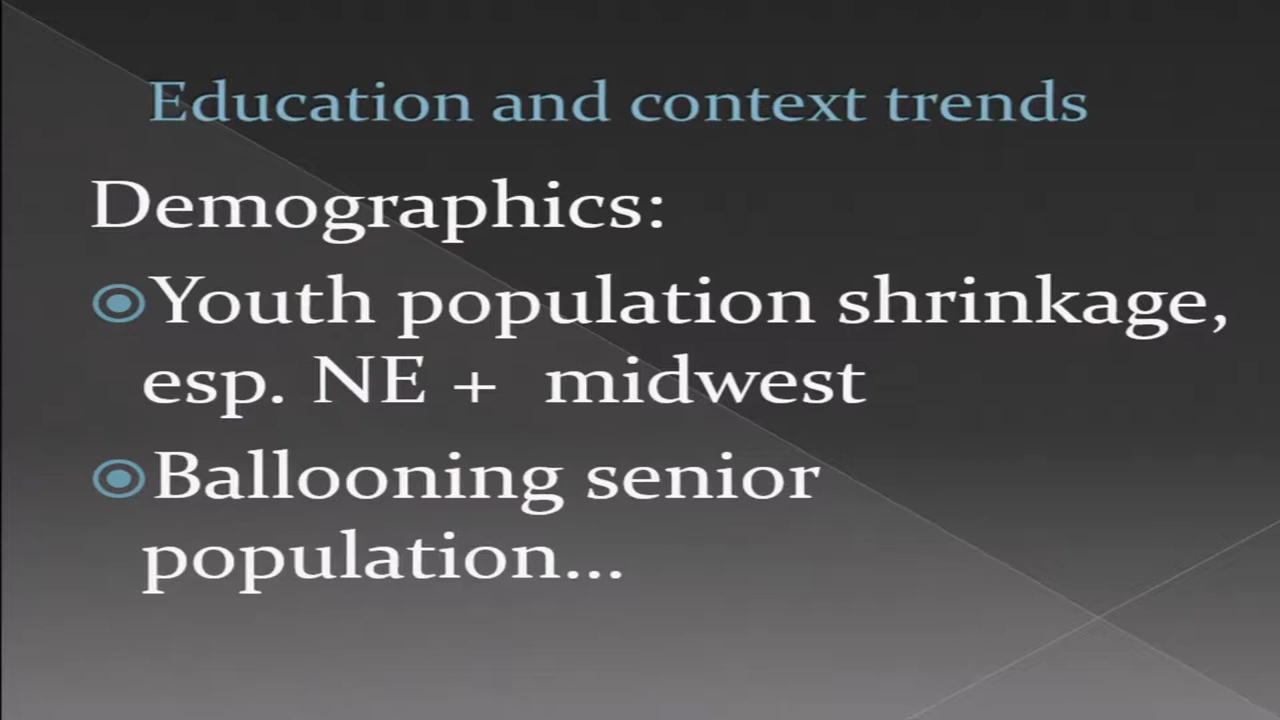 Education and context trends
Demographics:
Youth population shrinkage,
esp. NE + midwest
Ballooning senior
population...